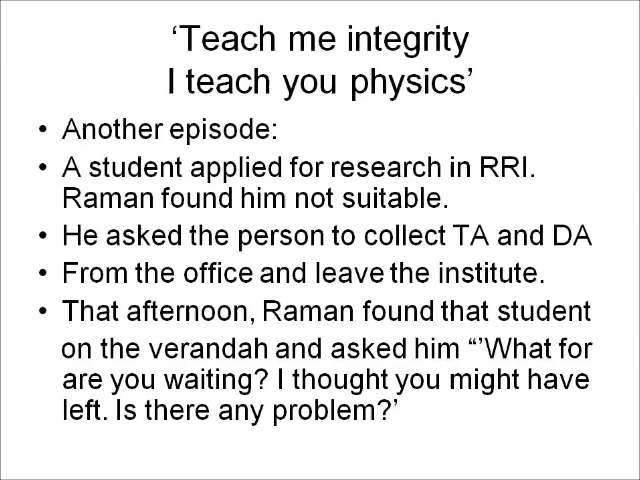 ‘Teach me integrity
I teach you physics’
• Another episode:
• A student applied for research in RRI.
Raman found him not suitable.
• He asked the person to collect TA and DA
• From the office and leave the institute.
• That afternoon, Raman found that student
on the verandah and asked him “’What for
are you waiting? I thought you might have
left. Is there any problem?’